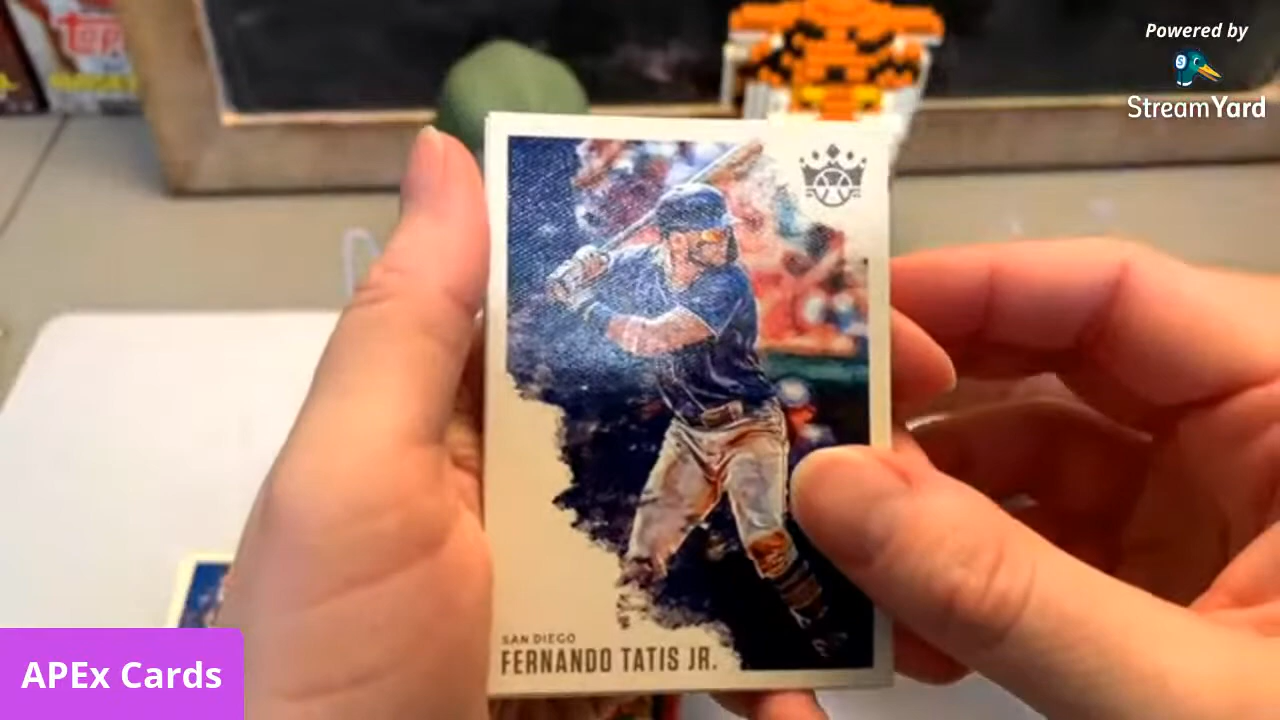 Powered by
StreamYard
SAN DIEGO
FERNANDO TATIS JR.
APEx Cards